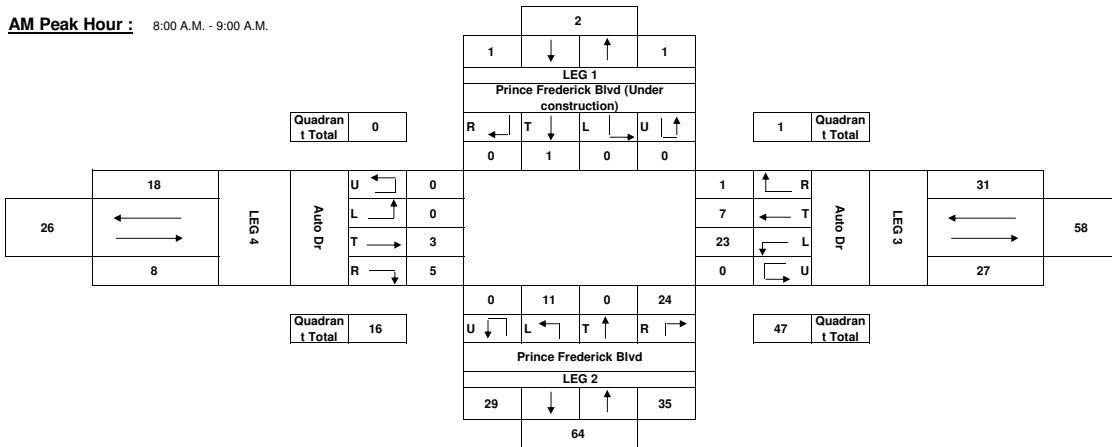 AM Peak Hour : 8:00 A.M. - 9:00 A.M.
2
1 1
LEG 1
Prince Frederick Blvd (Under
construction)
Quadran
t Total 0
R T L U
1 Quadran
t Total
0 1 0 0
18 U 0 1 R 31
26 LEG 4 Auto Dr L 0 7 T Auto Dr LEG 3 58
T 3 23 L
8 R 5 0 U 27
0 11 0 24
Quadran
t Total 16
U L T R
47 Quadran
t Total
Prince Frederick Blvd
LEG 2
29 35
64